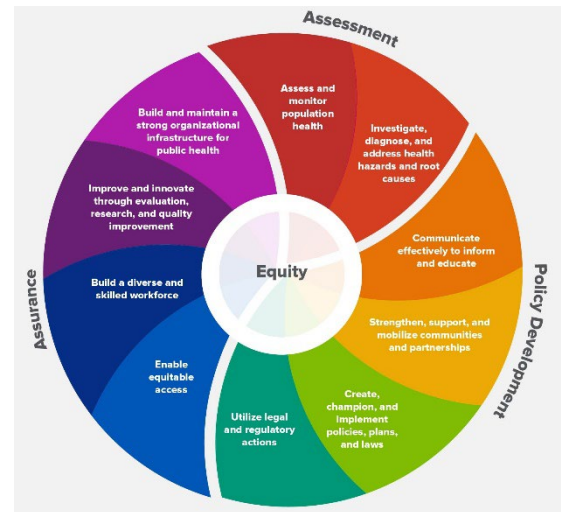 Assessment
Assess and
monitor
population
health
Investigate,
diagnose, and
address health
hazards and root
causes
Policy Development
Communicate
effectively to inform
and educate
Strengthen, support, and
mobilize communities
and partnerships
Create,
champion, and
implement
policies, plans,
and laws
Utilize legal
and regulatory
actions
Assurance
Enable
equitable
access
Build a diverse and
skilled workforce
Improve and innovate
through evaluation,
research, and quality
improvement
Build and maintain a
strong organizational
infrastructure for
public health
Equity